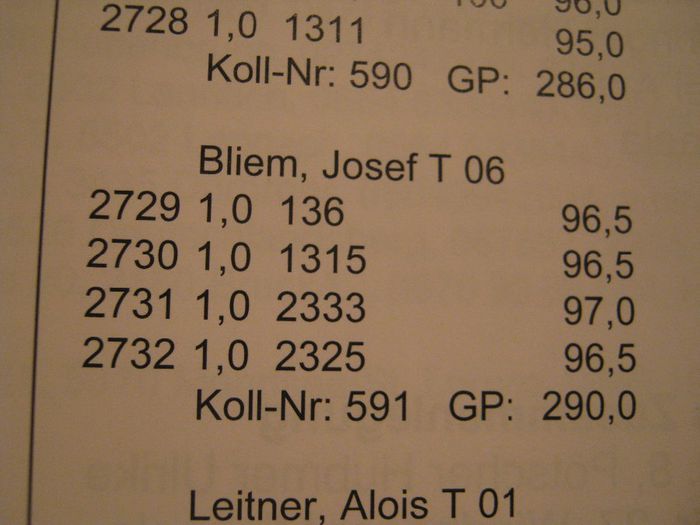 96,0
2728 1,0 1311 95,0
Koll-Nr: 590 GP: 286,0
Bliem, Josef T 06
2729 1,0 136 96,5
2730 1,0 1315 96,5
2731 1,0 2333 97,0
2732 1,0 2325 96,5
Koll-Nr: 591 GP: 290,0
Leitner, Alois T 01